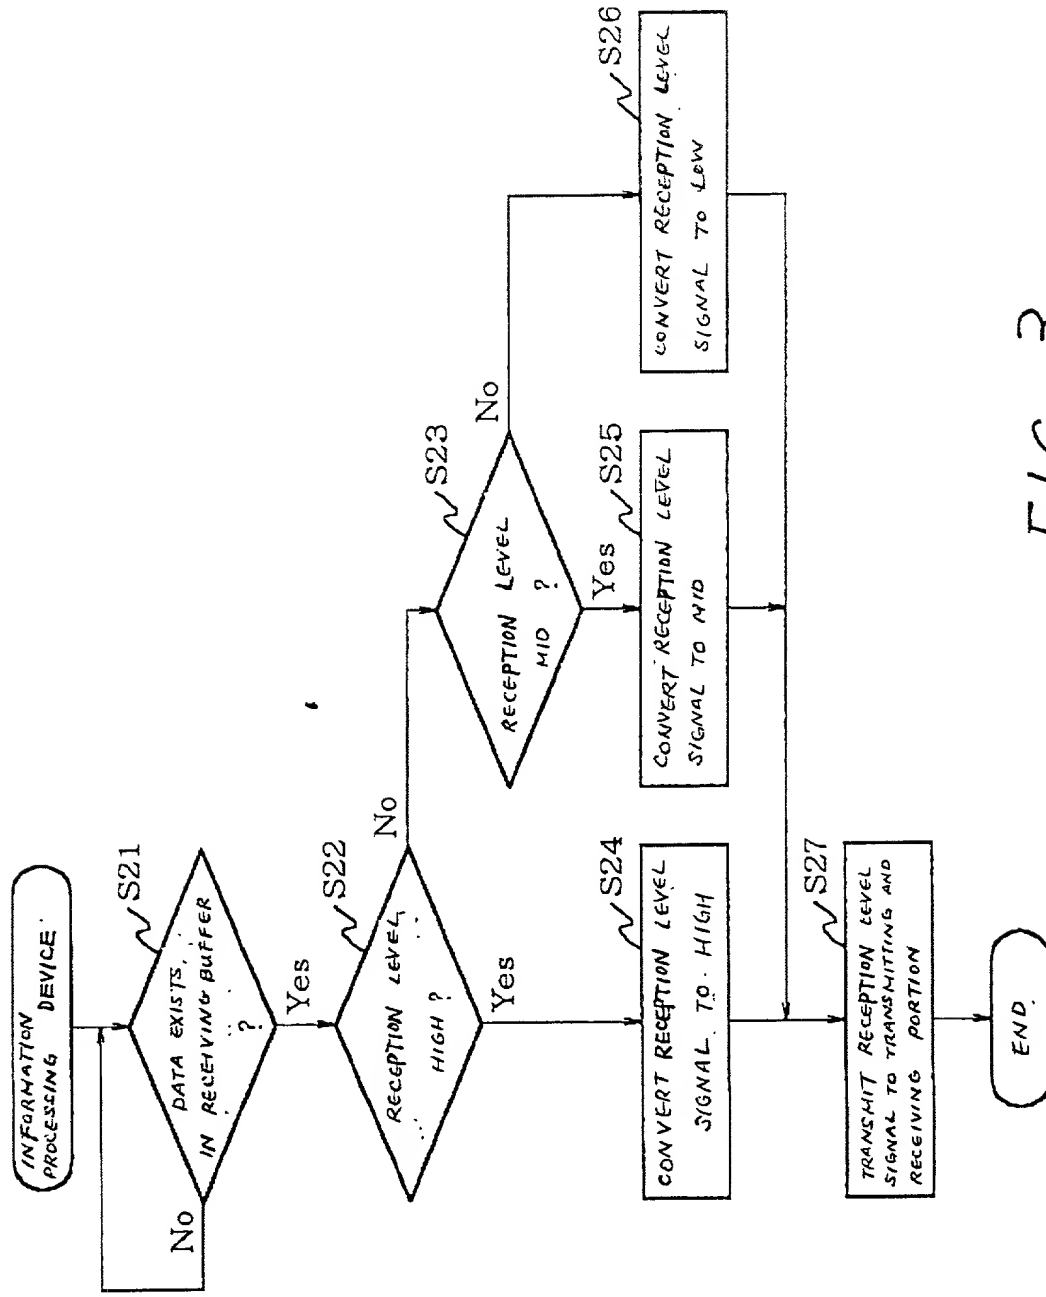 INFORMATION
PROCESSING DEVICE
S21
DATA EXISTS
IN RECEIVING BUFFER
?
No
Yes
S22
RECEPTION LEVEL
HIGH ?
No
Yes
S23
RECEPTION LEVEL
MID ?
No
Yes
S24
CONVERT RECEPTION LEVEL
SIGNAL TO HIGH
S25
CONVERT RECEPTION LEVEL
SIGNAL TO MID
S26
CONVERT RECEPTION LEVEL
SIGNAL TO LOW
S27
TRANSMIT RECEPTION LEVEL
SIGNAL TO TRANSMITTING AND
RECEIVING PORTION
END